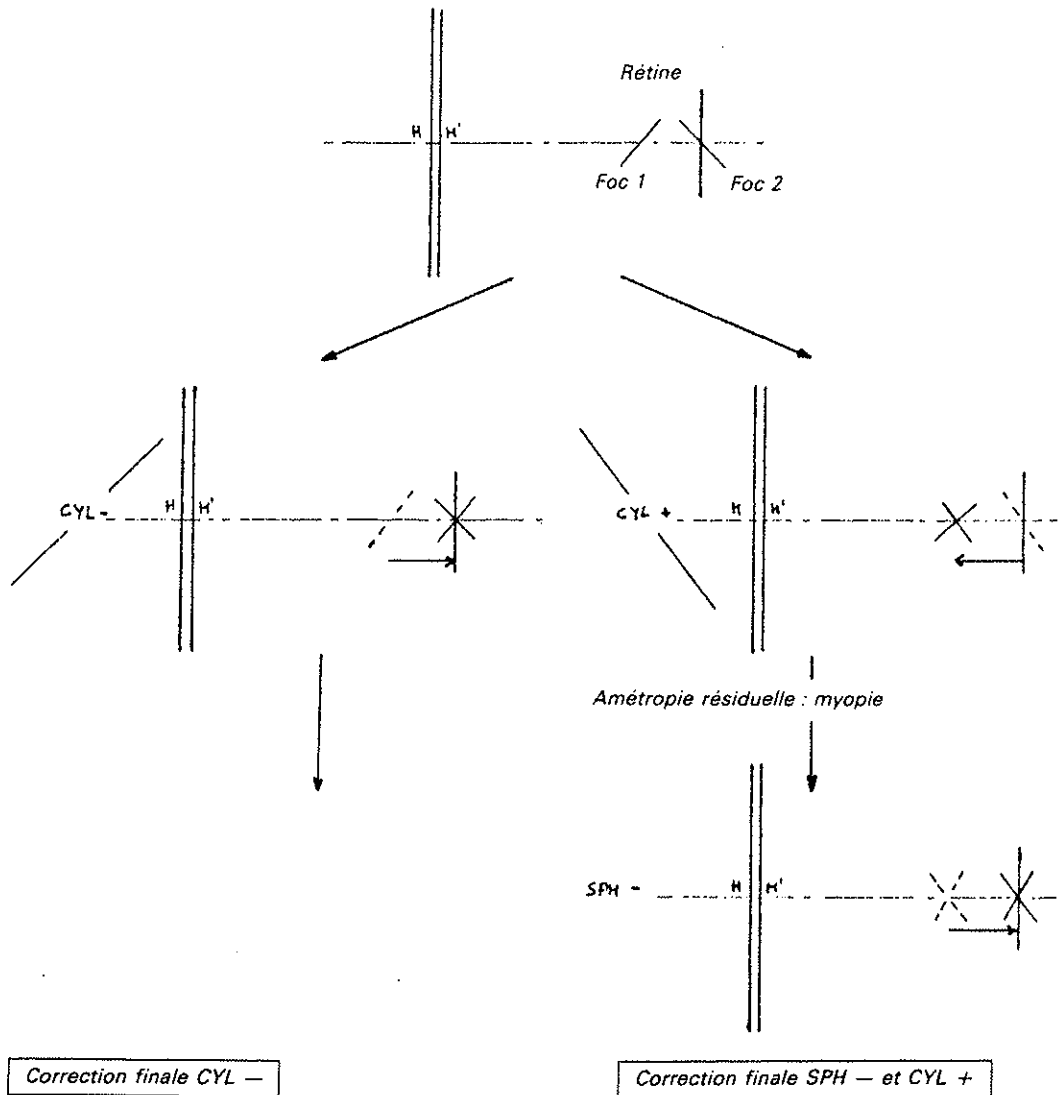 Rétine
H H'
Foc 1 Foc 2
CYL - H H'
CYL + H H'
Amétropie résiduelle : myopie
SPH - H H'
Correction finale CYL —
Correction finale SPH — et CYL +